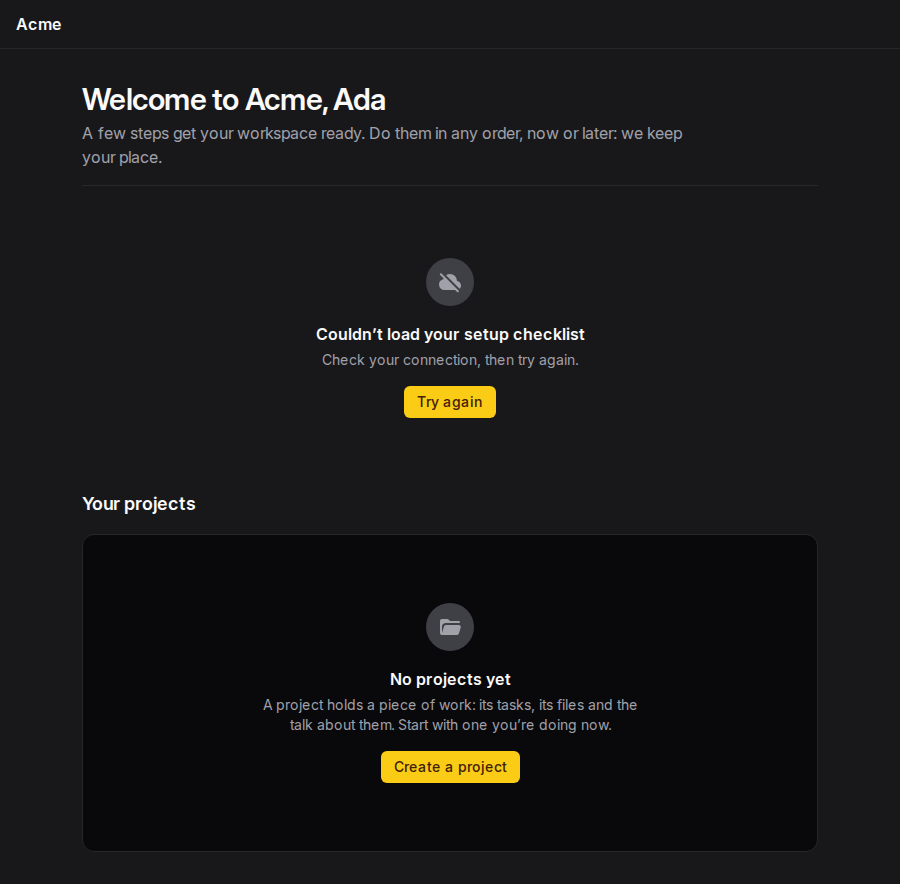 Acme
Welcome to Acme, Ada
A few steps get your workspace ready. Do them in any order, now or later: we keep
your place.
Couldn’t load your setup checklist
Check your connection, then try again.
Try again
Your projects
No projects yet
A project holds a piece of work: its tasks, its files and the
talk about them. Start with one you’re doing now.
Create a project